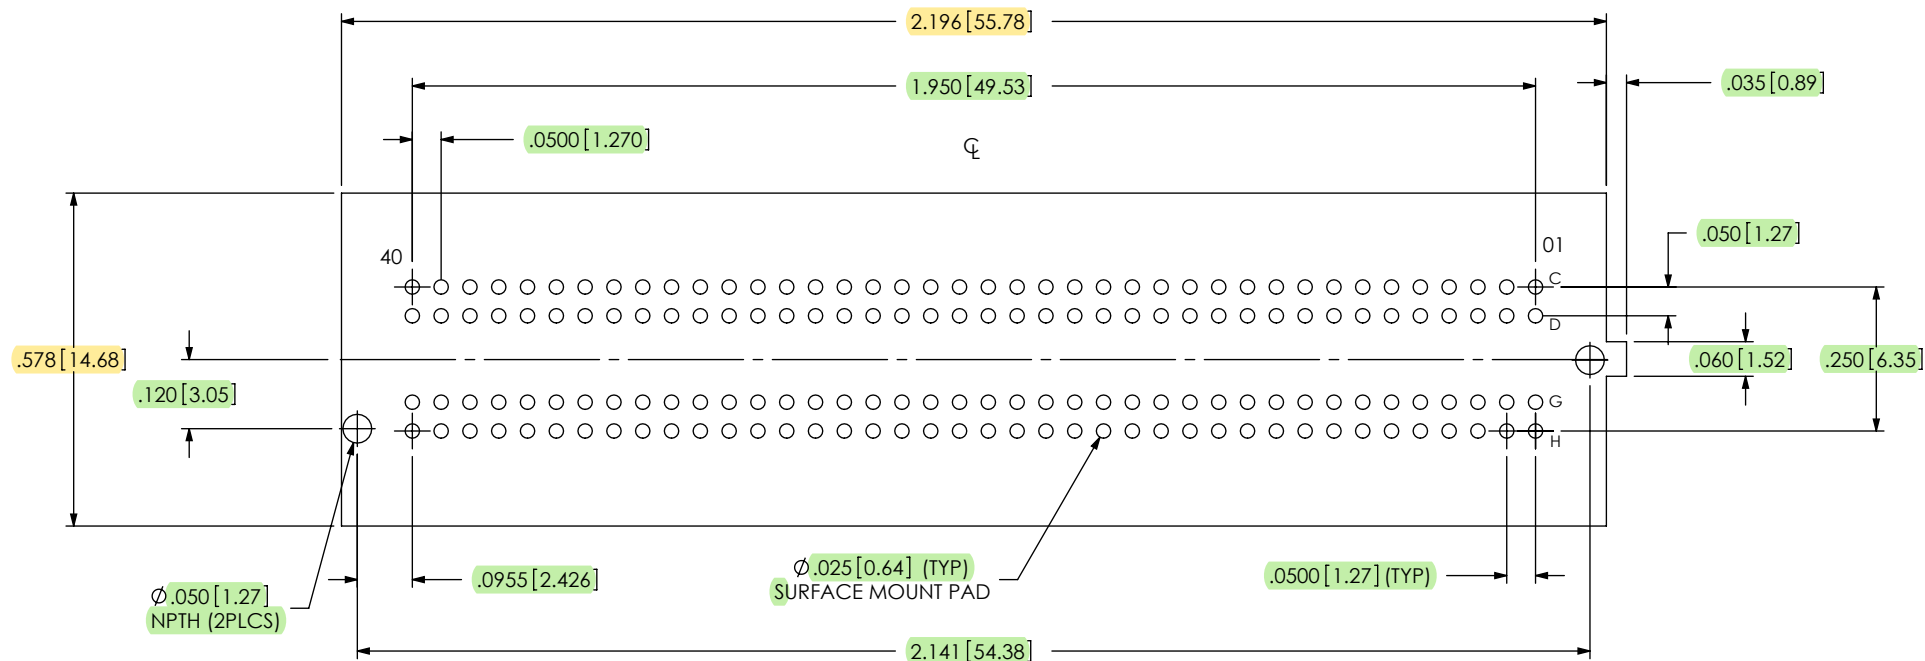 2.196 [55.78]
1.950 [49.53]
.035 [0.89]
.0500 [1.270]
℄
.050 [1.27]
40
01
C
D
.578 [14.68]
.060 [1.52]
.250 [6.35]
.120 [3.05]
G
H
Ø.025 [0.64] (TYP)
SURFACE MOUNT PAD
.0955 [2.426]
.0500 [1.27] (TYP)
Ø.050 [1.27]
NPTH (2PLCS)
2.141 [54.38]